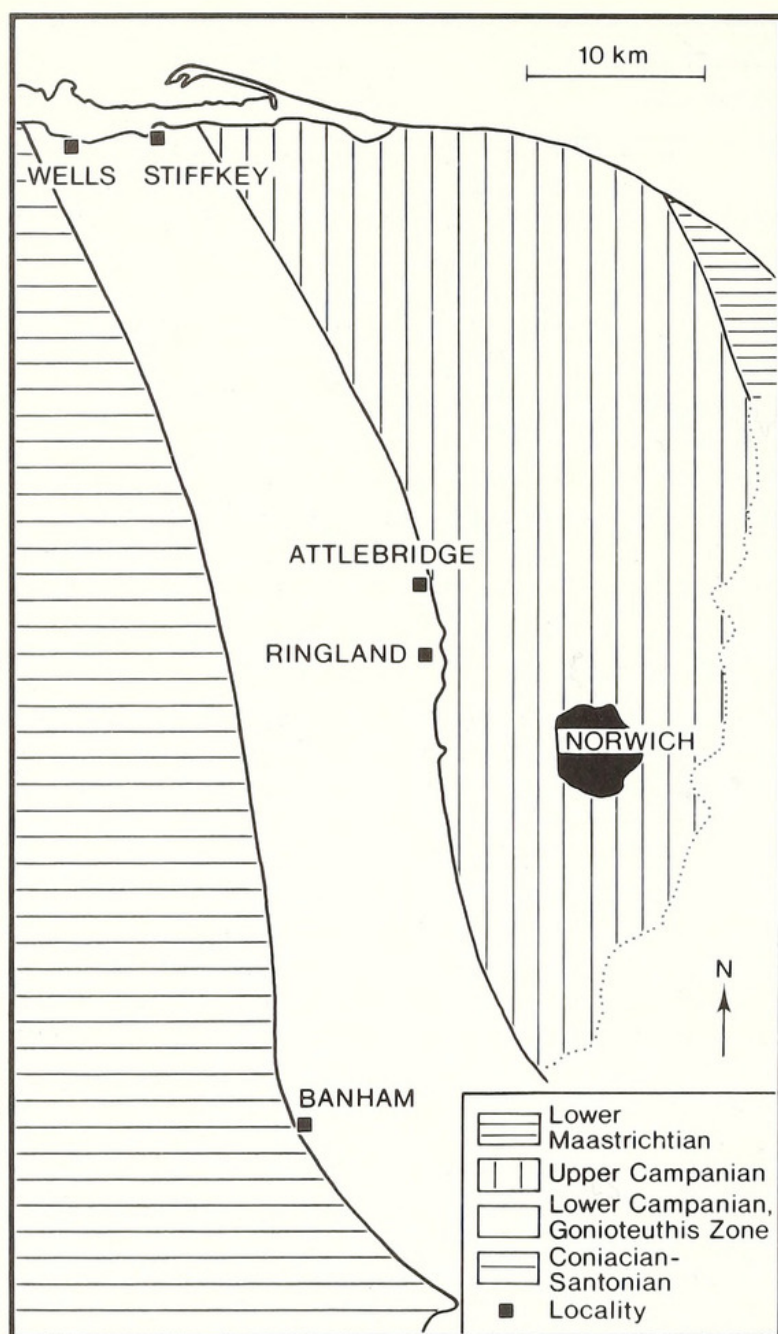 10 km
WELLS STIFFKEY
ATTLEBRIDGE
RINGLAND
NORWICH
N
BANHAM
Lower
Maastrichtian
Upper Campanian
Lower Campanian,
Gonioteuthis Zone
Coniacian-
Santonian
Locality